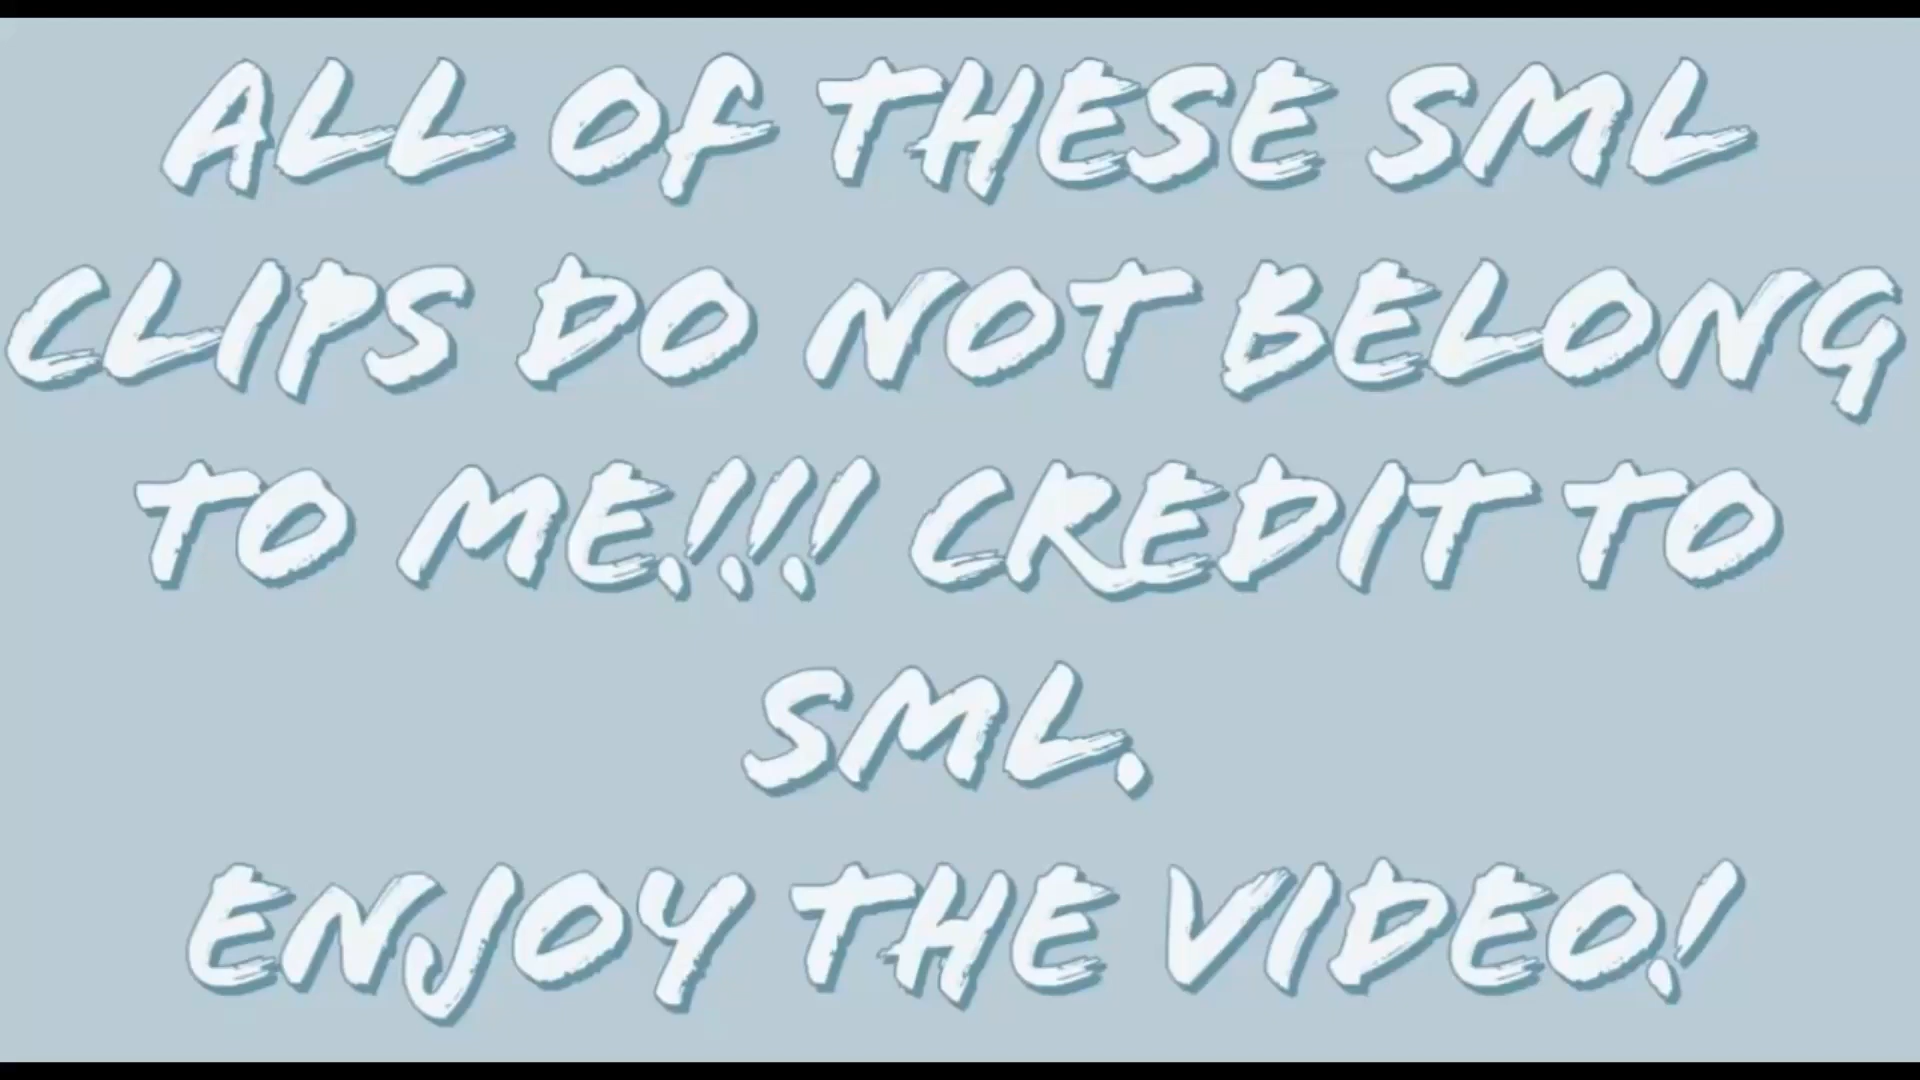 ALL OF THESE SML
CLIPS DO NOT BELONG
TO ME!!! CREDIT TO
SML.
ENJOY THE VIDEO!